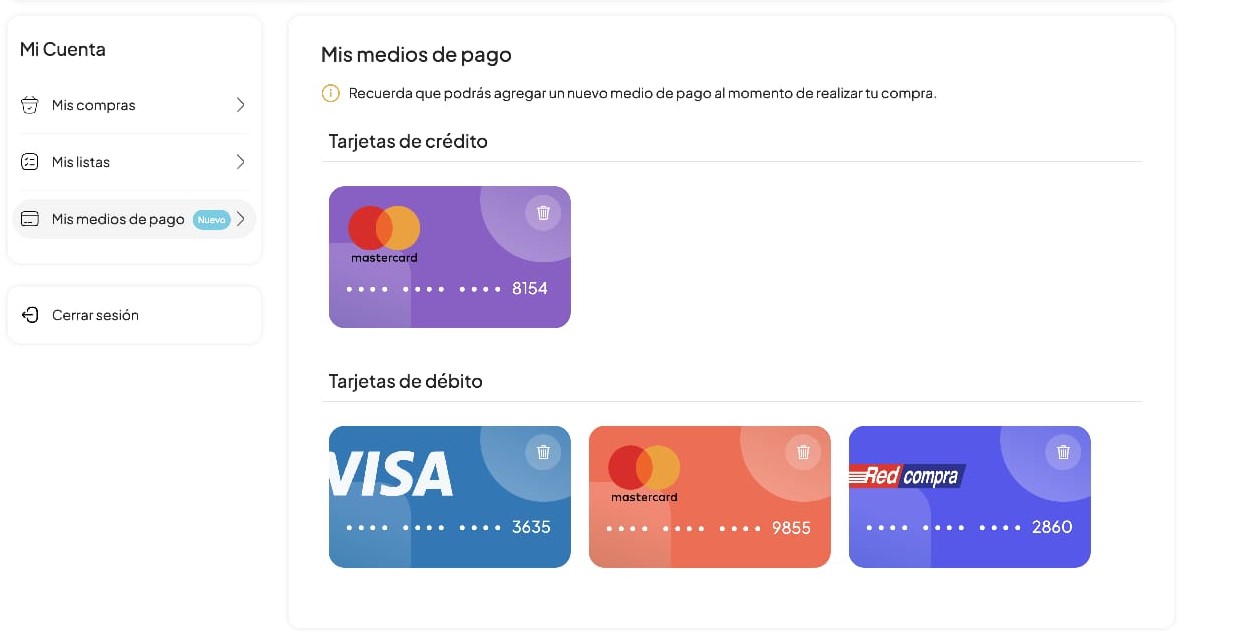 Mi Cuenta
Mis compras
Mis listas
Mis medios de pago Nuevo
Cerrar sesión
Mis medios de pago
Recuerda que podrás agregar un nuevo medio de pago al momento de realizar tu compra.
Tarjetas de crédito
mastercard
•••• •••• •••• 8154
Tarjetas de débito
VISA
•••• •••• •••• 3635
mastercard
•••• •••• •••• 9855
Redcompra
•••• •••• •••• 2860